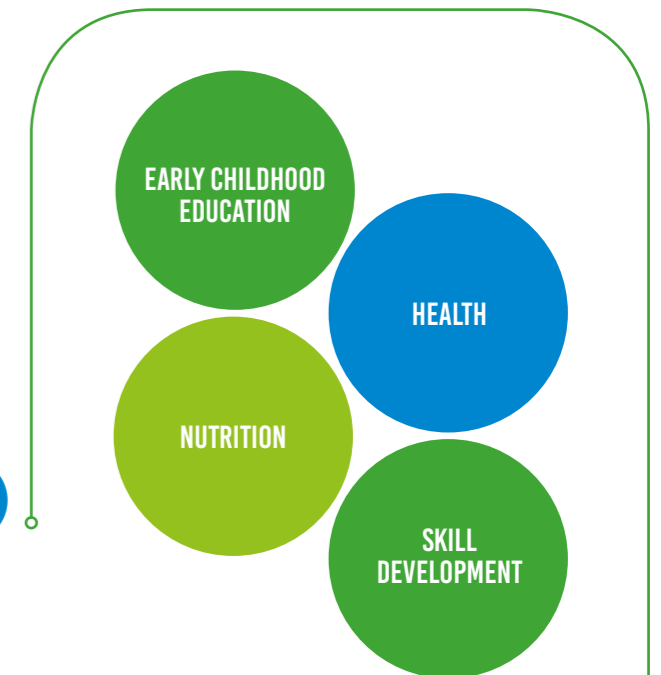 EARLY CHILDHOOD
EDUCATION
HEALTH
NUTRITION
SKILL
DEVELOPMENT